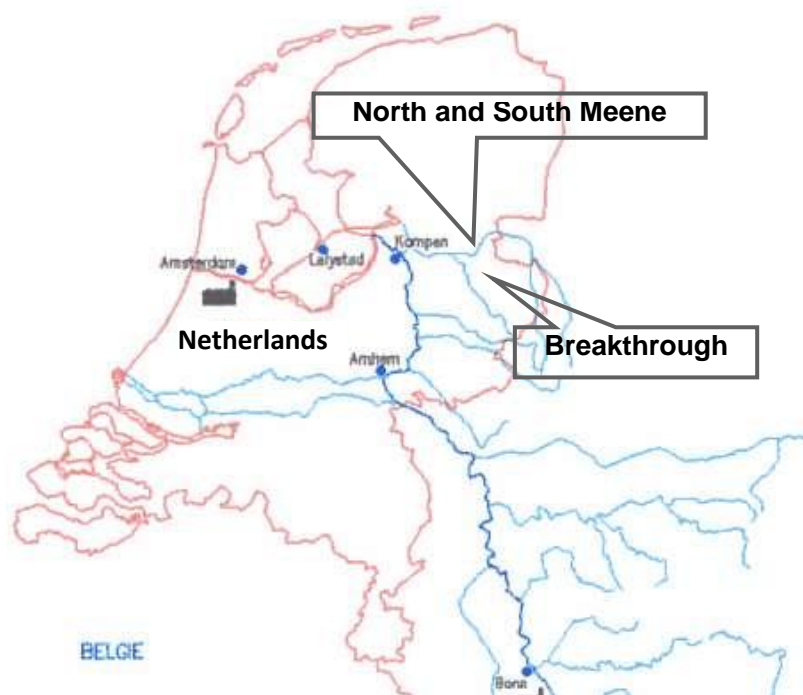 North and South Meene
Kampen
Lelystad
Amsterdam
Netherlands
Breakthrough
Arnhem
BELGIE
Bonn